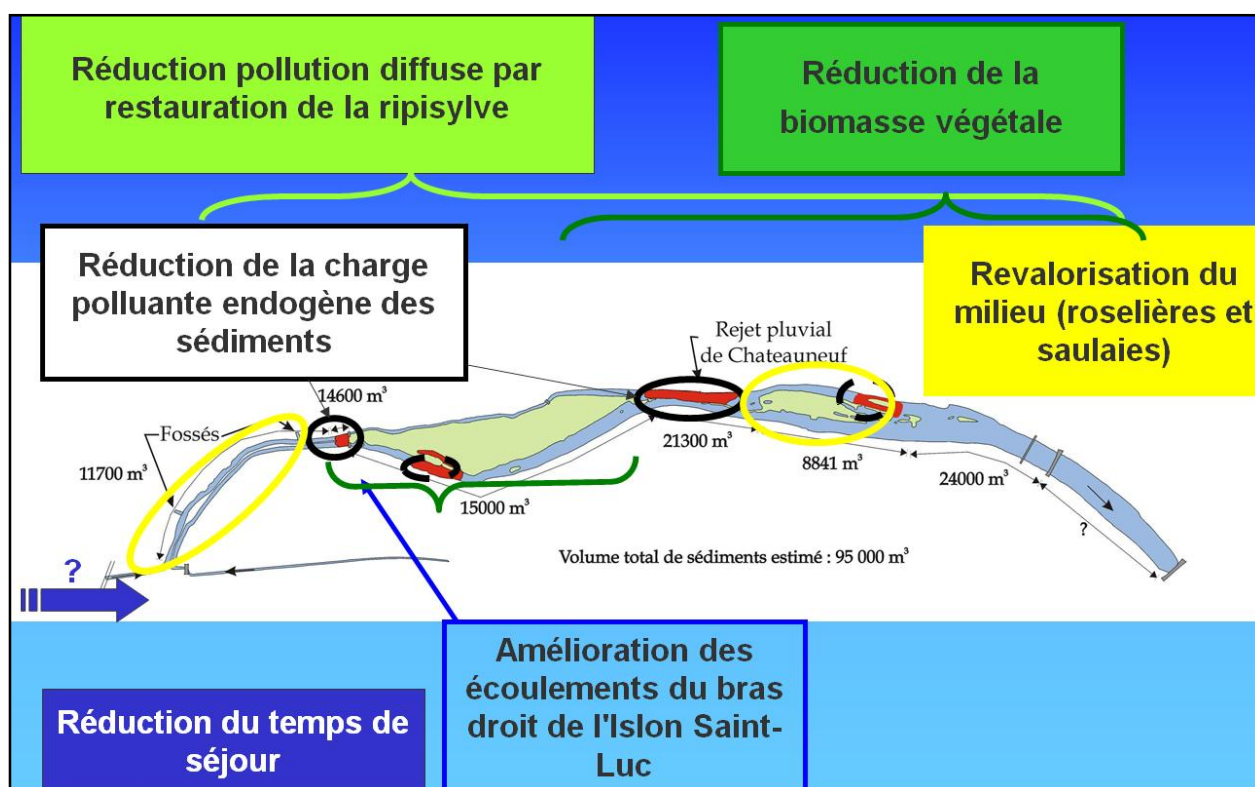 Réduction pollution diffuse par
restauration de la ripisylve
Réduction de la
biomasse végétale
Réduction de la charge
polluante endogène des
sédiments
Revalorisation du
milieu (roselières et
saulaies)
Rejet pluvial
de Chateauneuf
14600 m³
Fossés
11700 m³
21300 m³
8841 m³
24000 m³
15000 m³
?
Volume total de sédiments estimé : 95 000 m³
?
Amélioration des
écoulements du bras
droit de l'Islon Saint-
Luc
Réduction du temps de
séjour